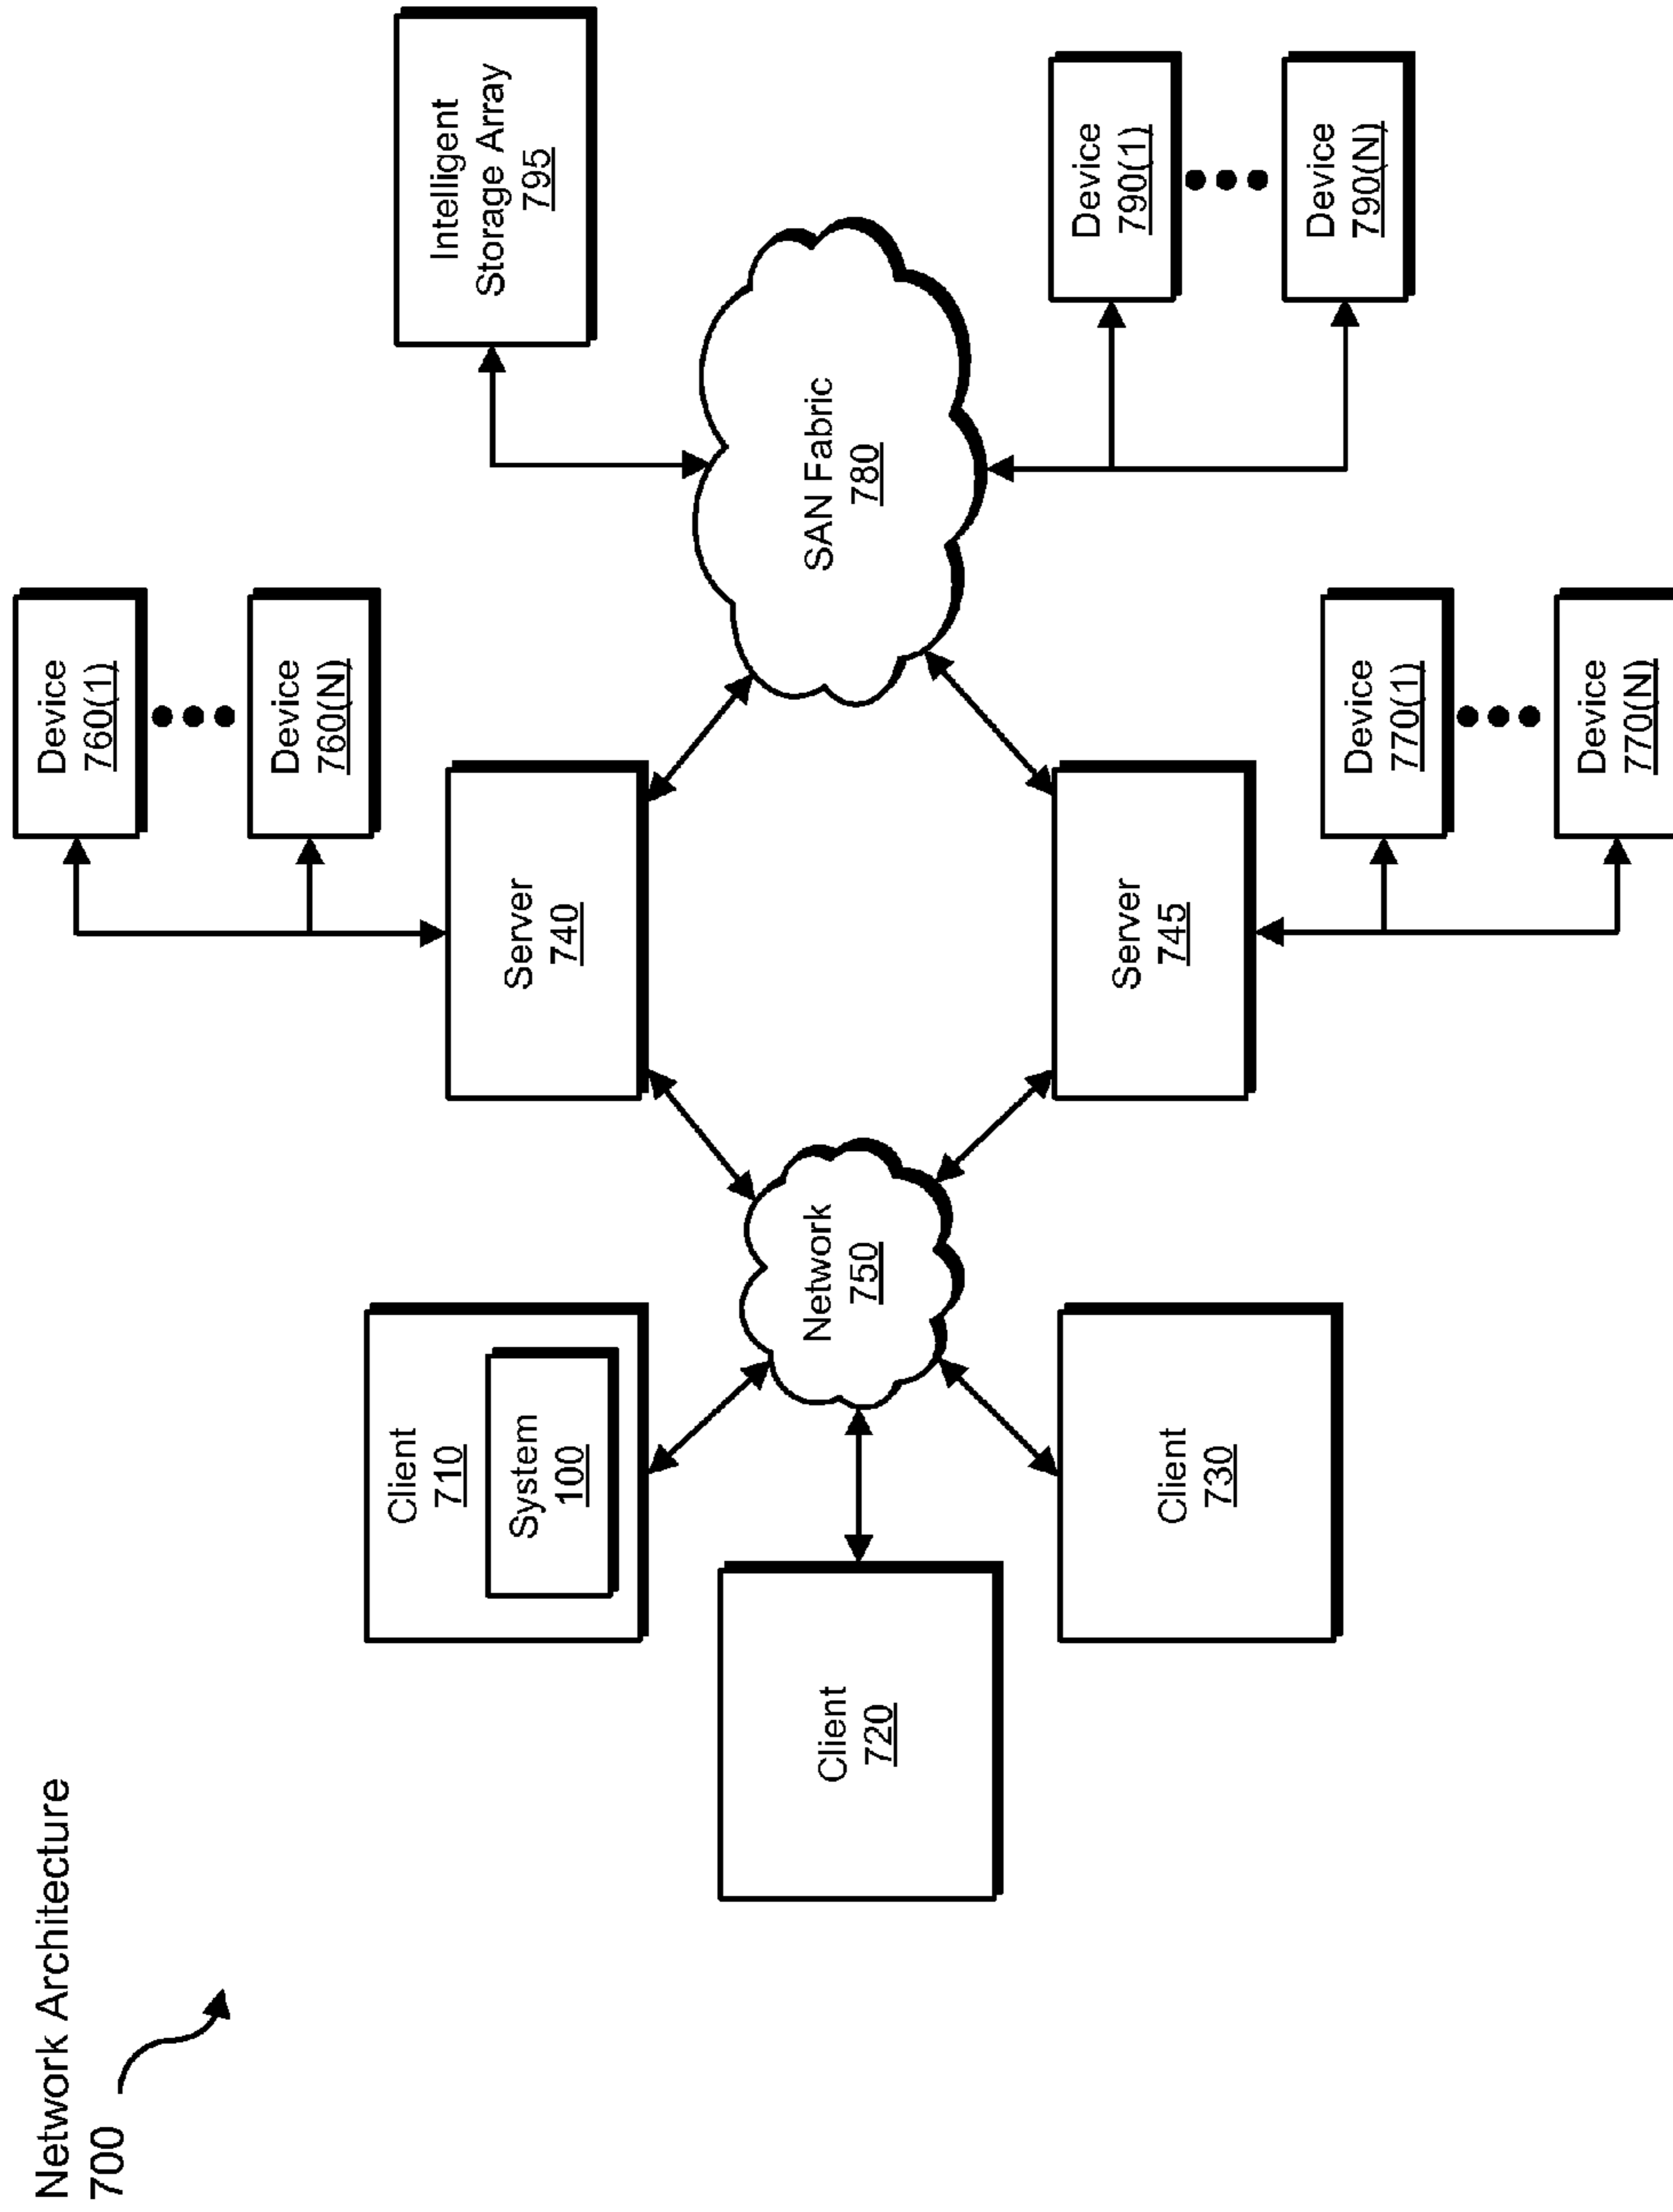 Network Architecture
700
Device
760(1)
Device
760(N)
Intelligent
Storage Array
795
Client
710
System
100
Server
740
Client
720
Network
750
SAN Fabric
780
Client
730
Server
745
Device
790(1)
Device
790(N)
Device
770(1)
Device
770(N)